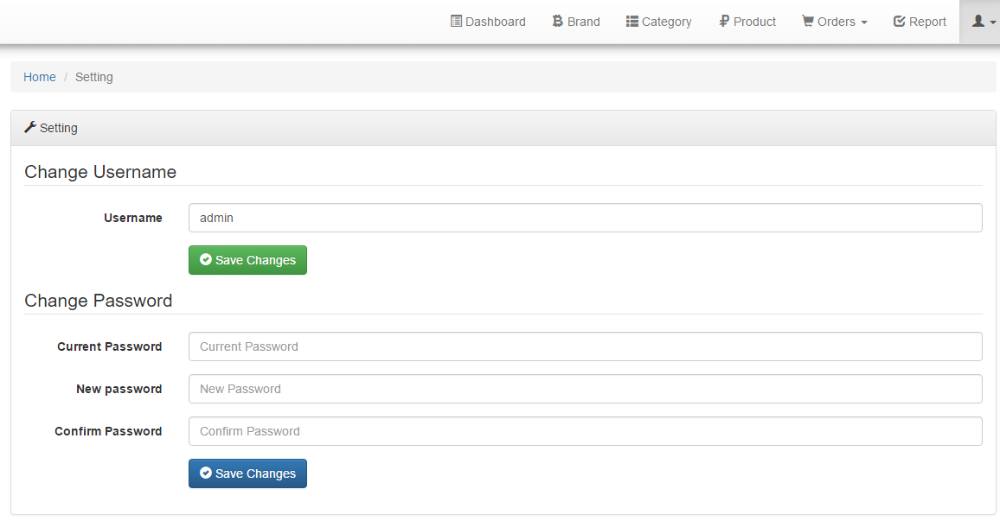 Dashboard Brand Category Product Orders Report
Home / Setting
Setting
Change Username
Username admin
Save Changes
Change Password
Current Password Current Password
New password New Password
Confirm Password Confirm Password
Save Changes